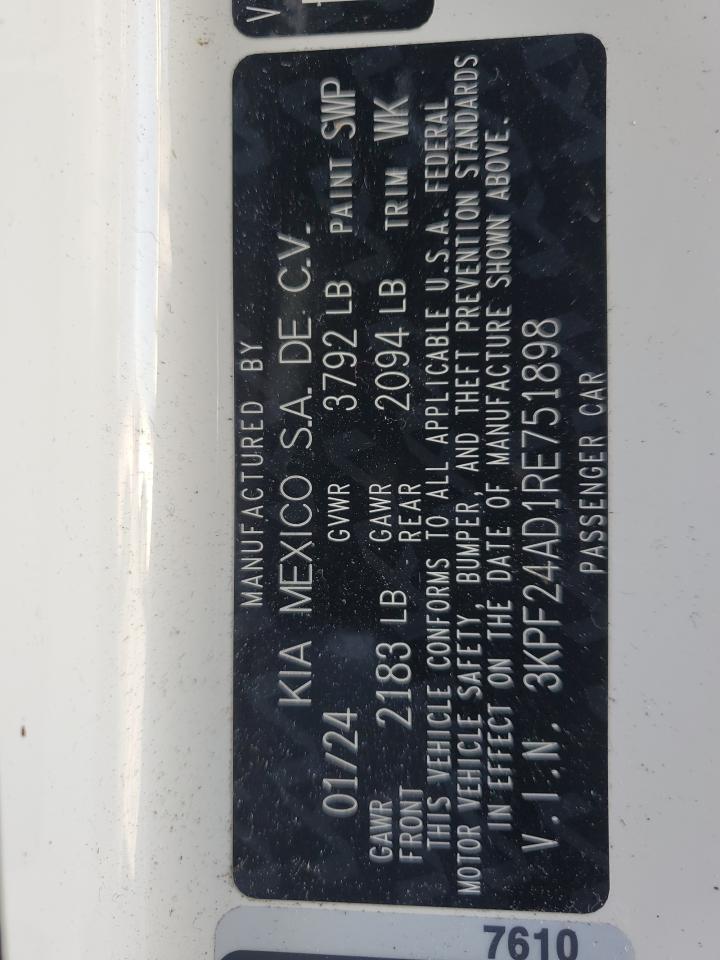 MANUFACTURED BY
KIA MEXICO S.A. DE. C.V.
01/24 GVWR 3792 LB PAINT SWP
GAWR FRONT 2183 LB GAWR REAR 2094 LB TRIM WK
THIS VEHICLE CONFORMS TO ALL APPLICABLE U.S.A. FEDERAL
MOTOR VEHICLE SAFETY, BUMPER, AND THEFT PREVENTION STANDARDS
IN EFFECT ON THE DATE OF MANUFACTURE SHOWN ABOVE.
V.I.N. 3KPF24AD1RE751898
PASSENGER CAR
7610